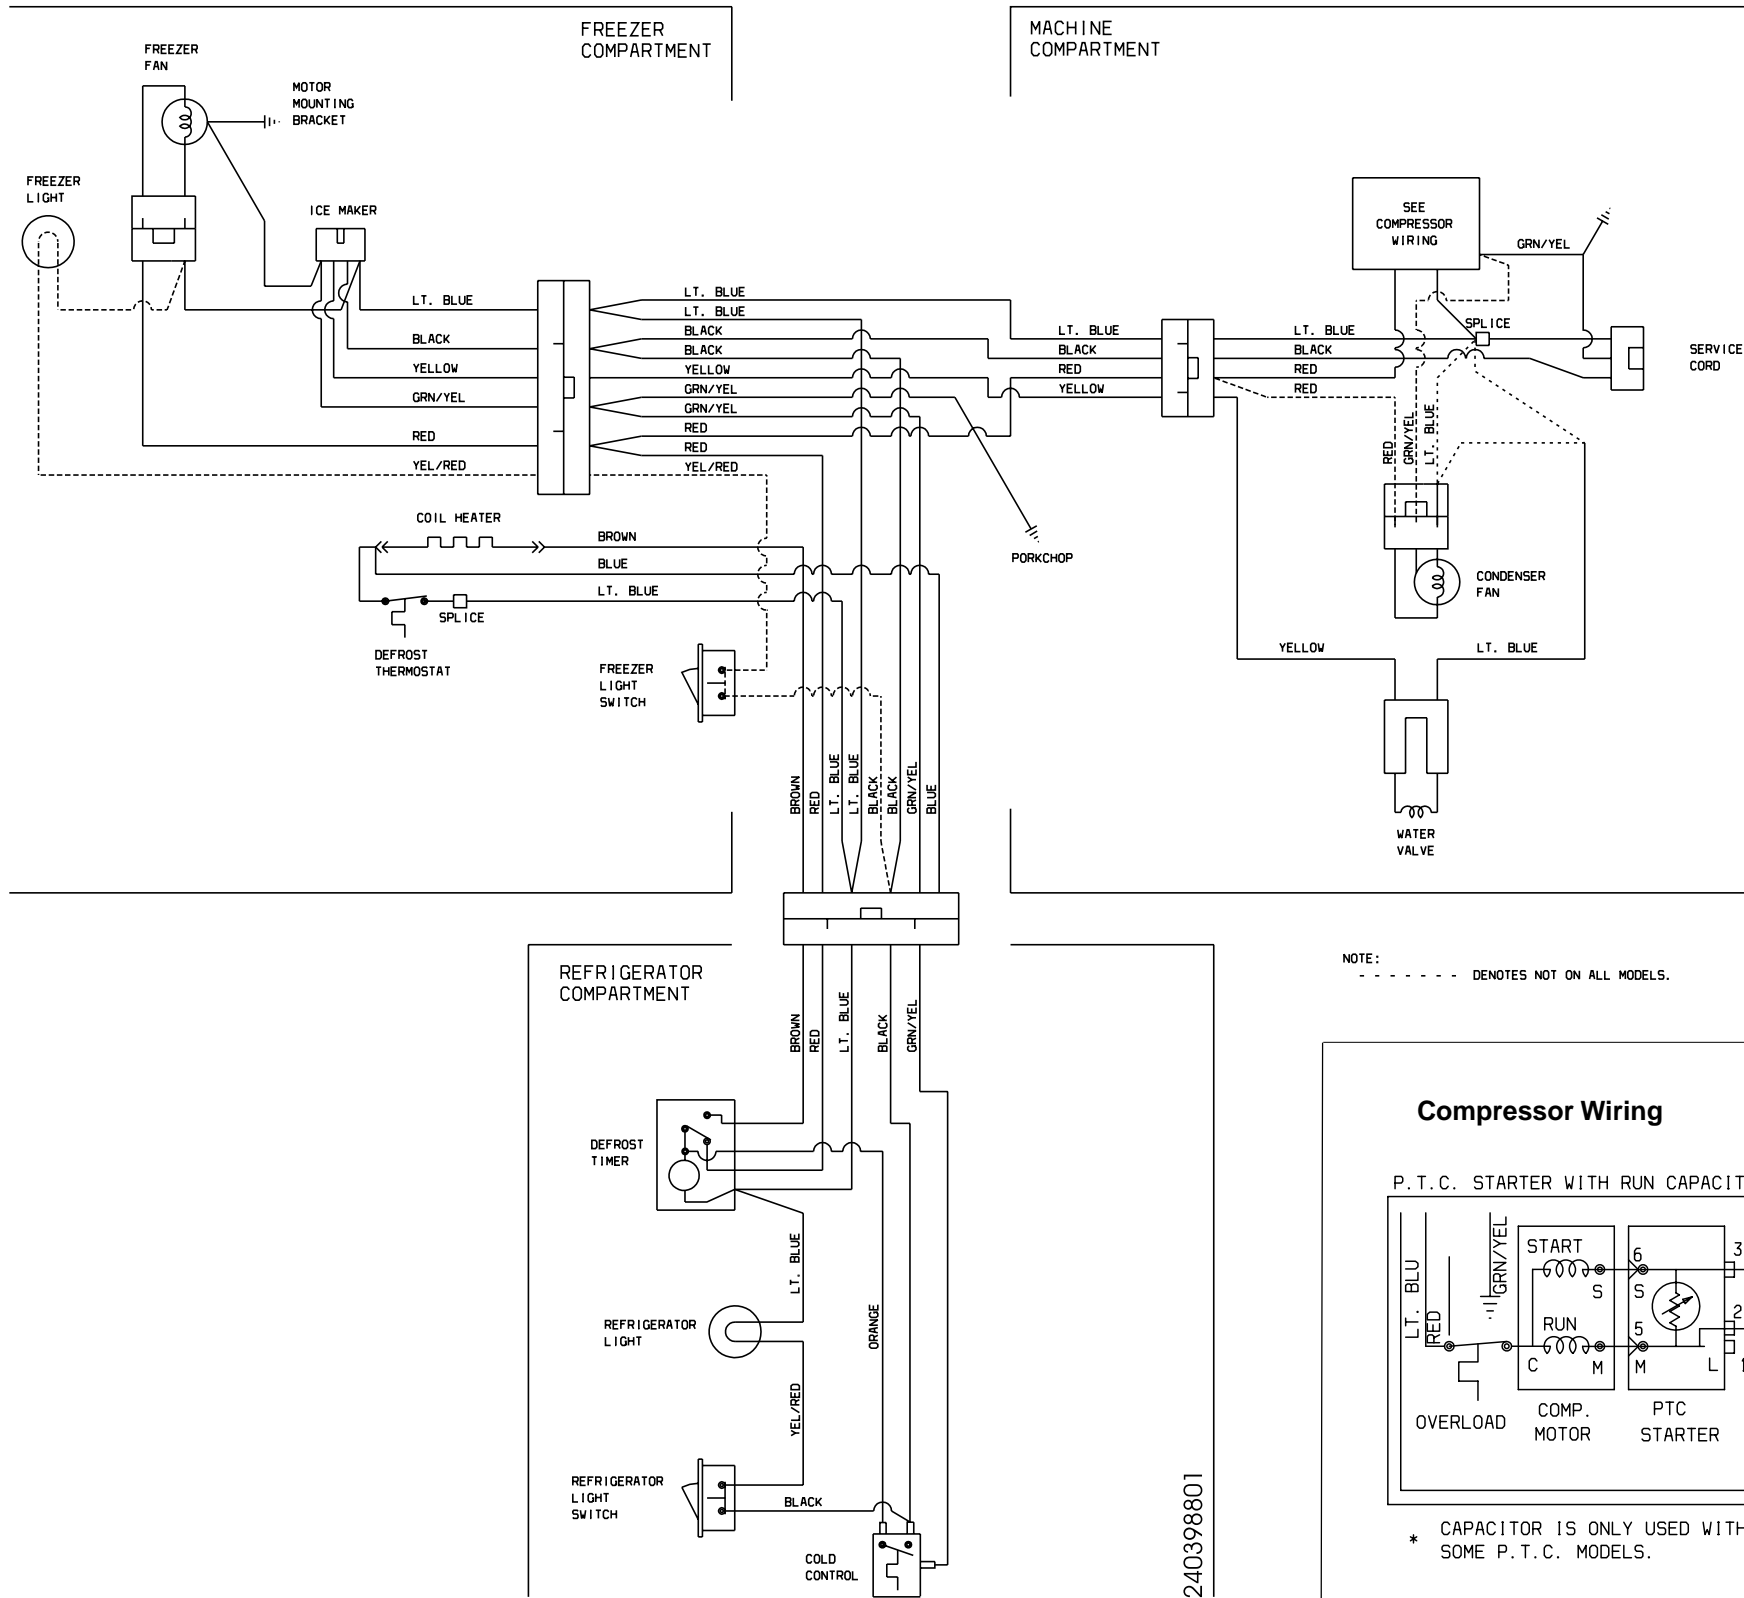 FREEZER
COMPARTMENT
FREEZER
FAN
MOTOR
MOUNTING
BRACKET
FREEZER
LIGHT
ICE MAKER
LT. BLUE
BLACK
YELLOW
GRN/YEL
RED
YEL/RED
LT. BLUE
LT. BLUE
BLACK
BLACK
YELLOW
GRN/YEL
GRN/YEL
RED
RED
YEL/RED
COIL HEATER
BROWN
BLUE
LT. BLUE
SPLICE
DEFROST
THERMOSTAT
FREEZER
LIGHT
SWITCH
BROWN
RED
LT. BLUE
LT. BLUE
BLACK
BLACK
GRN/YEL
BLUE
PORKCHOP
MACHINE
COMPARTMENT
SEE
COMPRESSOR
WIRING
GRN/YEL
SPLICE
LT. BLUE
BLACK
RED
YELLOW
LT. BLUE
BLACK
RED
RED
SERVICE
CORD
RED
GRN/YEL
LT. BLUE
CONDENSER
FAN
YELLOW
LT. BLUE
WATER
VALVE
REFRIGERATOR
COMPARTMENT
BROWN
RED
LT. BLUE
BLACK
GRN/YEL
DEFROST
TIMER
LT. BLUE
REFRIGERATOR
LIGHT
ORANGE
YEL/RED
REFRIGERATOR
LIGHT
SWITCH
BLACK
COLD
CONTROL
240398801
NOTE:
- - - - - - - DENOTES NOT ON ALL MODELS.
Compressor Wiring
P.T.C. STARTER WITH RUN CAPACIT
LT. BLU
RED
GRN/YEL
START
S
RUN
C
M
6
S
5
M
3
2
L
1
OVERLOAD
COMP.
MOTOR
PTC
STARTER
* CAPACITOR IS ONLY USED WITH
SOME P.T.C. MODELS.